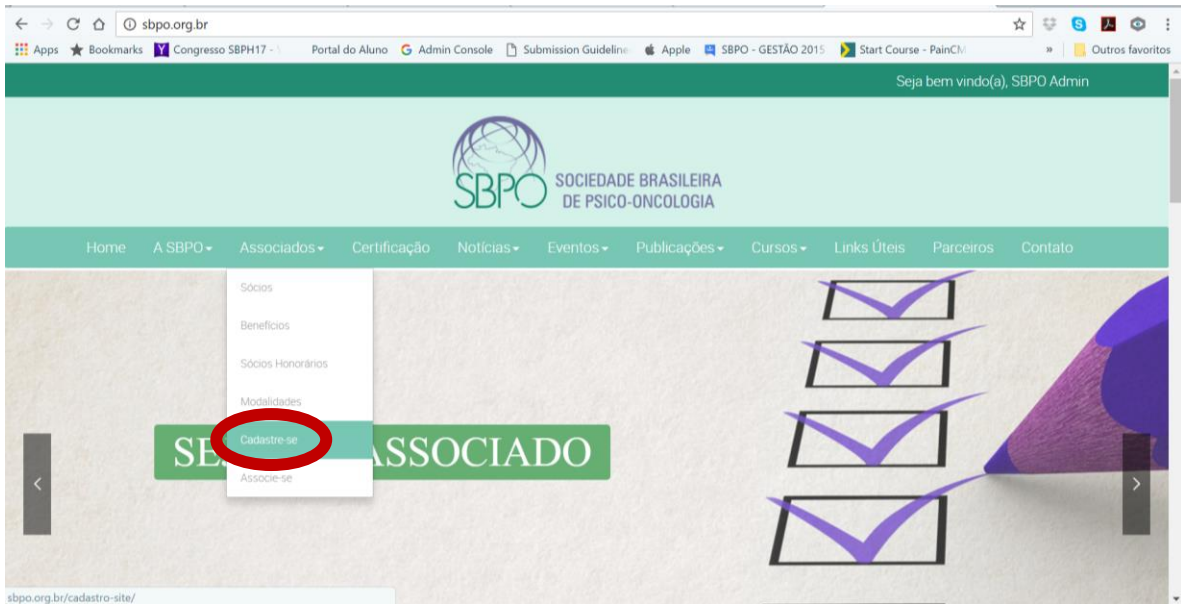 sbpo.org.br
Apps Bookmarks Congresso SBPH17 - Portal do Aluno Admin Console Submission Guideline Apple SBPO - GESTÃO 2015 Start Course - PainCM » Outros favoritos
Seja bem vindo(a), SBPO Admin
SBPO
SOCIEDADE BRASILEIRA
DE PSICO-ONCOLOGIA
Home A SBPO Associados Certificação Notícias Eventos Publicações Cursos Links Úteis Parceiros Contato
Sócios
Benefícios
Sócios Honorários
Modalidades
Cadastre-se
SE ASSOCIADO
Associe-se
sbpo.org.br/cadastro-site/